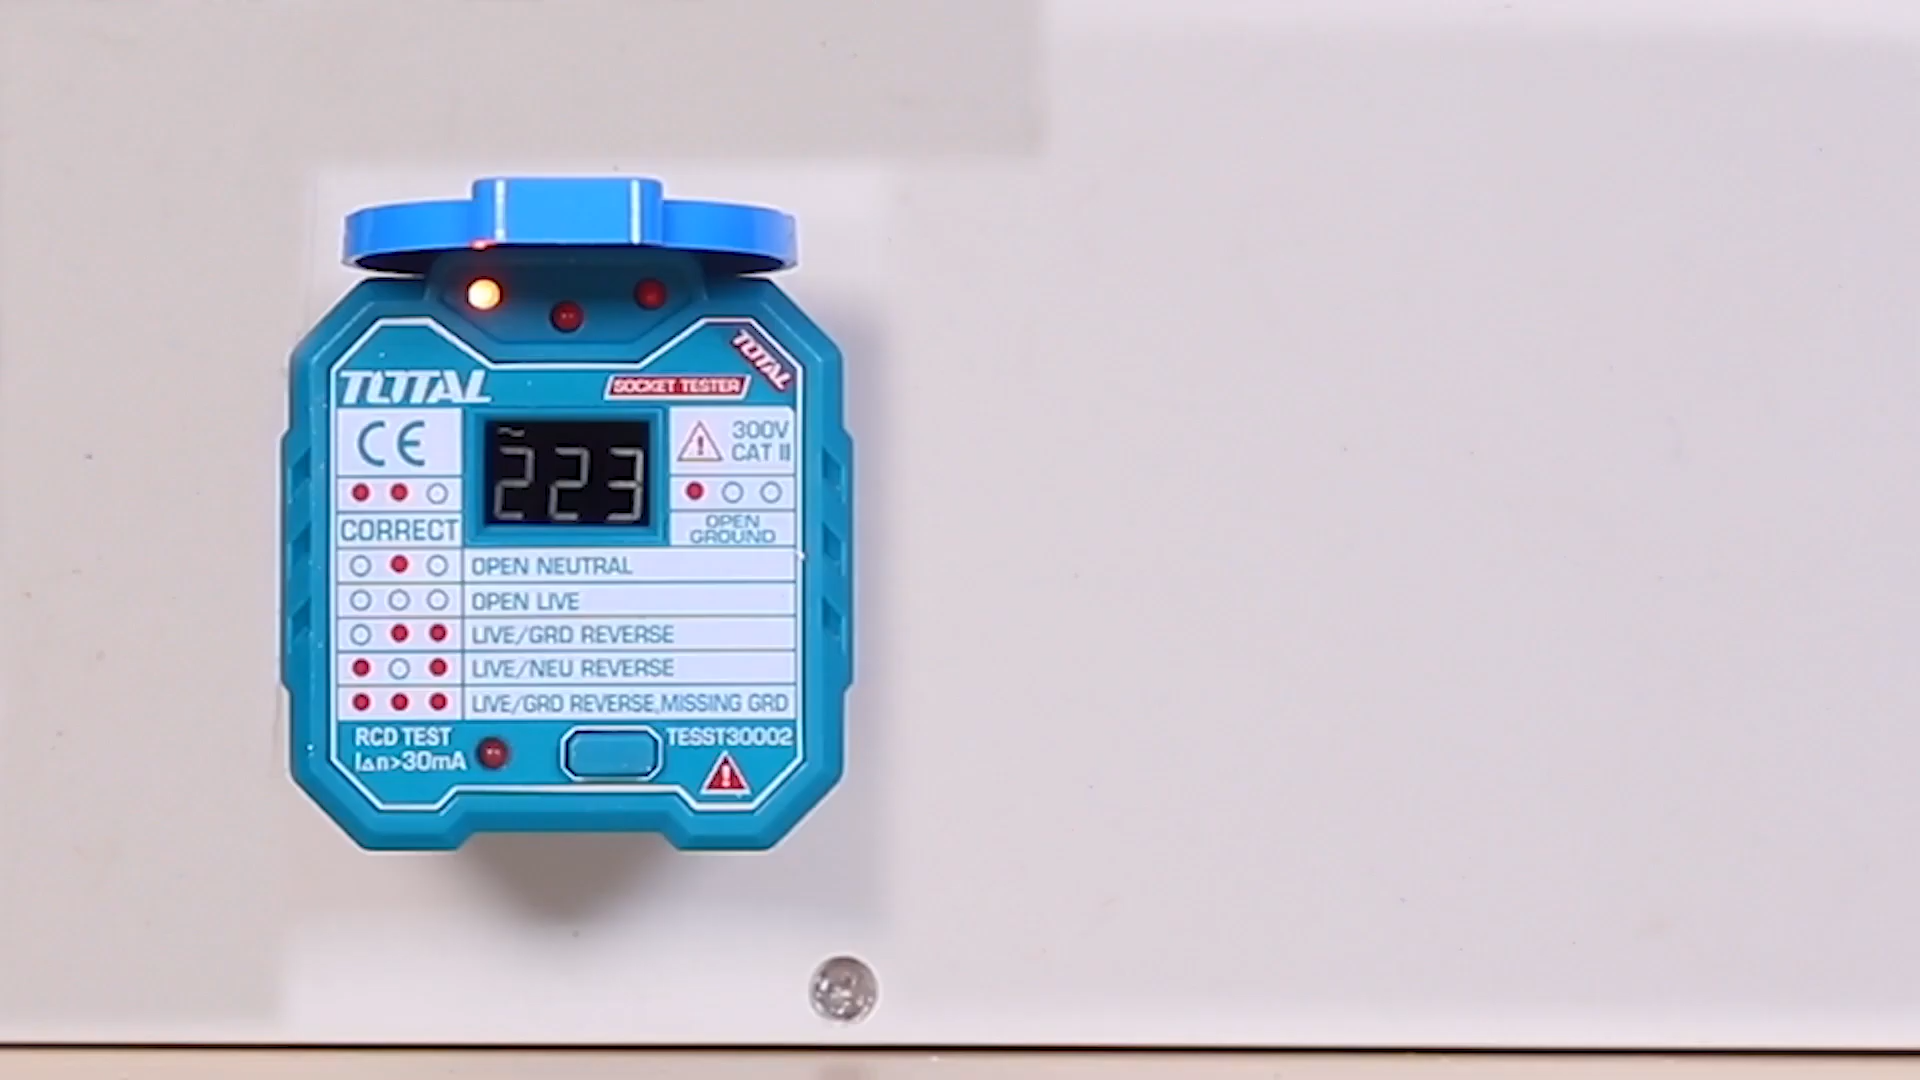 TOTAL
SOCKET TESTER
TOTAL
CE
~
223
300V
CAT II
CORRECT
OPEN
GROUND
OPEN NEUTRAL
OPEN LIVE
LIVE/GRD REVERSE
LIVE/NEU REVERSE
LIVE/GRD REVERSE,MISSING GRD
RCD TEST
I△n>30mA
TESST30002